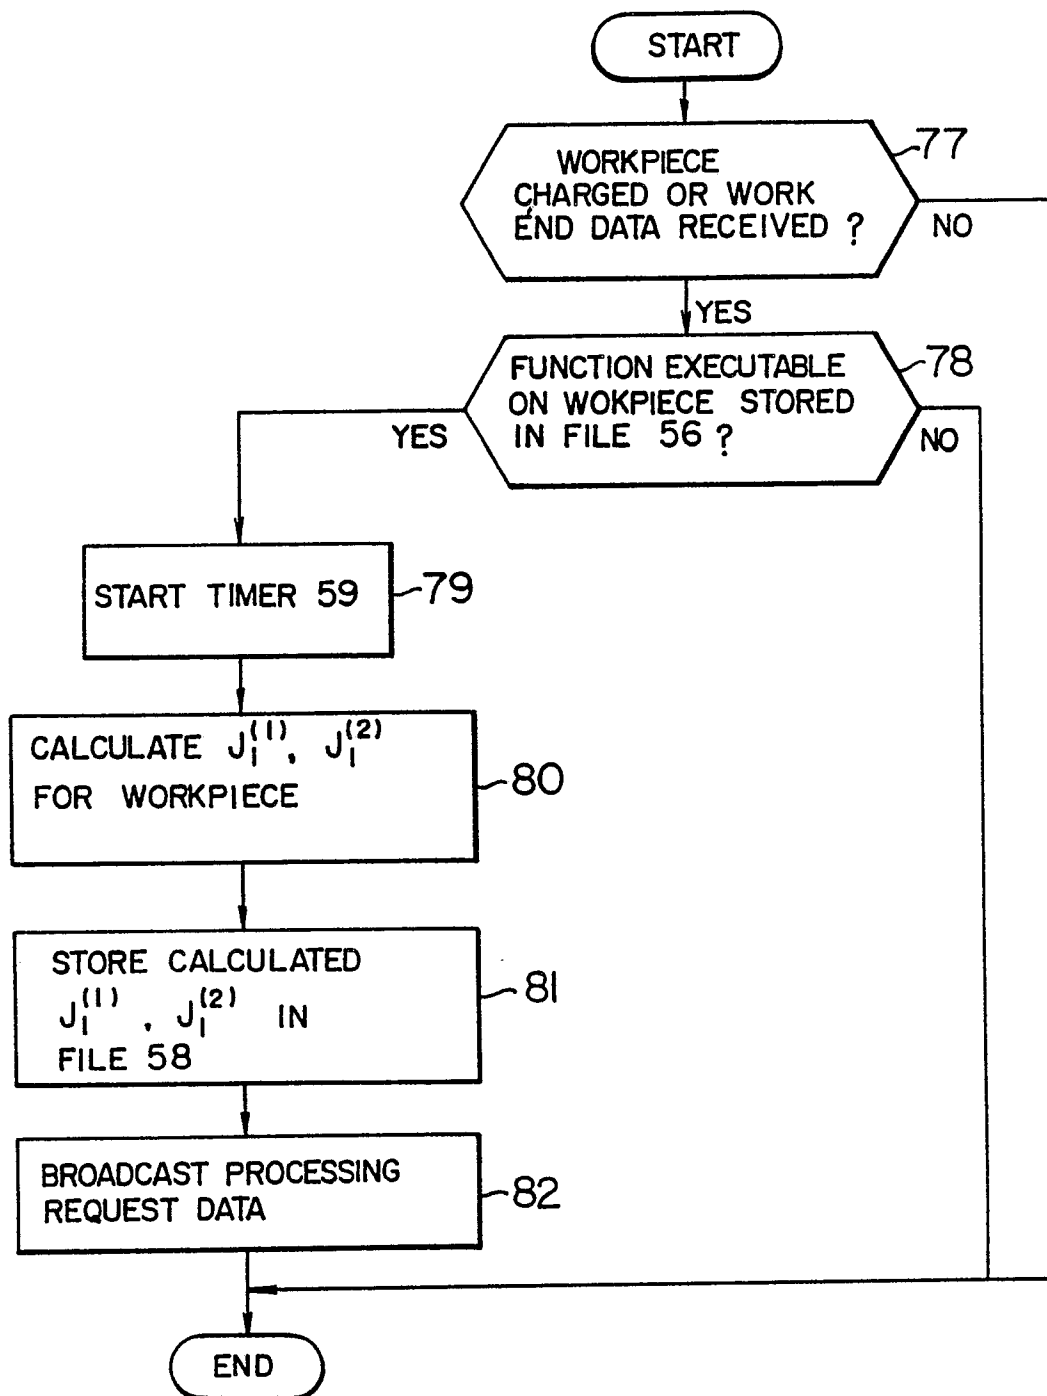 START
WORKPIECE
CHARGED OR WORK
END DATA RECEIVED ?
77
NO
YES
FUNCTION EXECUTABLE
ON WOKPIECE STORED
IN FILE 56 ?
78
YES
NO
START TIMER 59
79
CALCULATE J₁⁽¹⁾, J₁⁽²⁾
FOR WORKPIECE
80
STORE CALCULATED
J₁⁽¹⁾, J₁⁽²⁾ IN
FILE 58
81
BROADCAST PROCESSING
REQUEST DATA
82
END